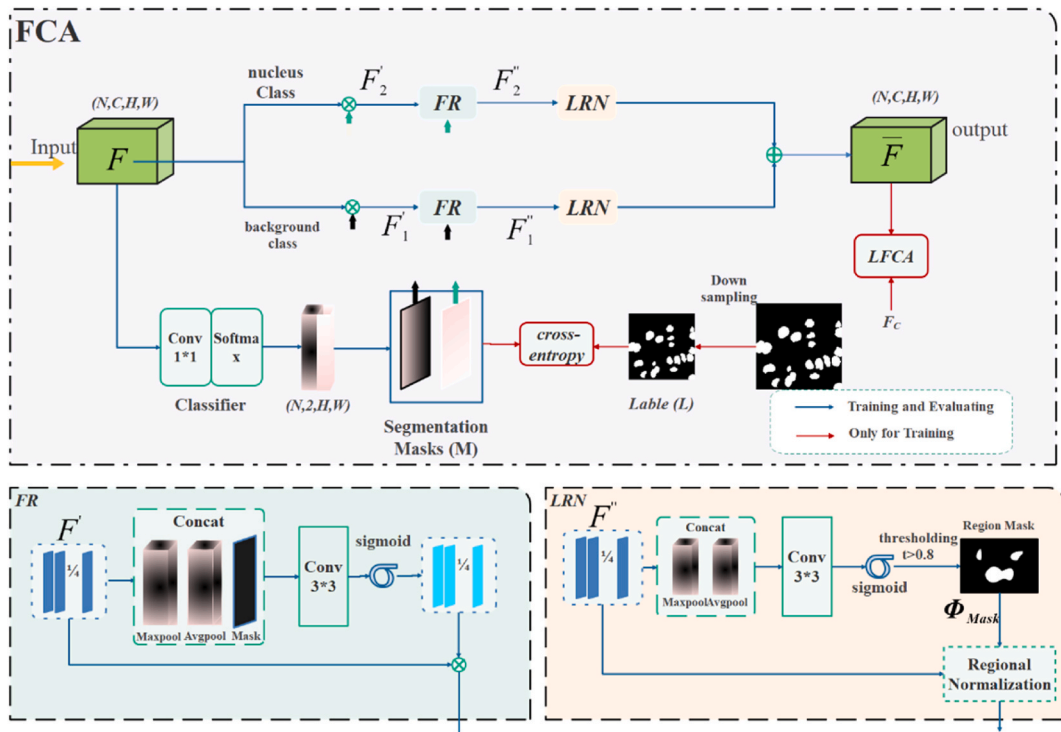 FCA
nucleus
Class
F'₂
FR
F''₂
LRN
(N,C,H,W)
(N,C,H,W)
Input
F
F̅
output
background
class
F'₁
FR
F''₁
LRN
LFCA
F_C
Conv
1*1
Softma
x
Classifier
(N,2,H,W)
Segmentation
Masks (M)
cross-
entropy
Down
sampling
Lable (L)
Training and Evaluating
Only for Training
FR
F'
¼
Concat
Maxpool
Avgpool
Mask
Conv
3*3
sigmoid
¼
LRN
F''
¼
Concat
Maxpool
Avgpool
Conv
3*3
sigmoid
thresholding
t>0.8
Region Mask
Φ_Mask
Regional
Normalization